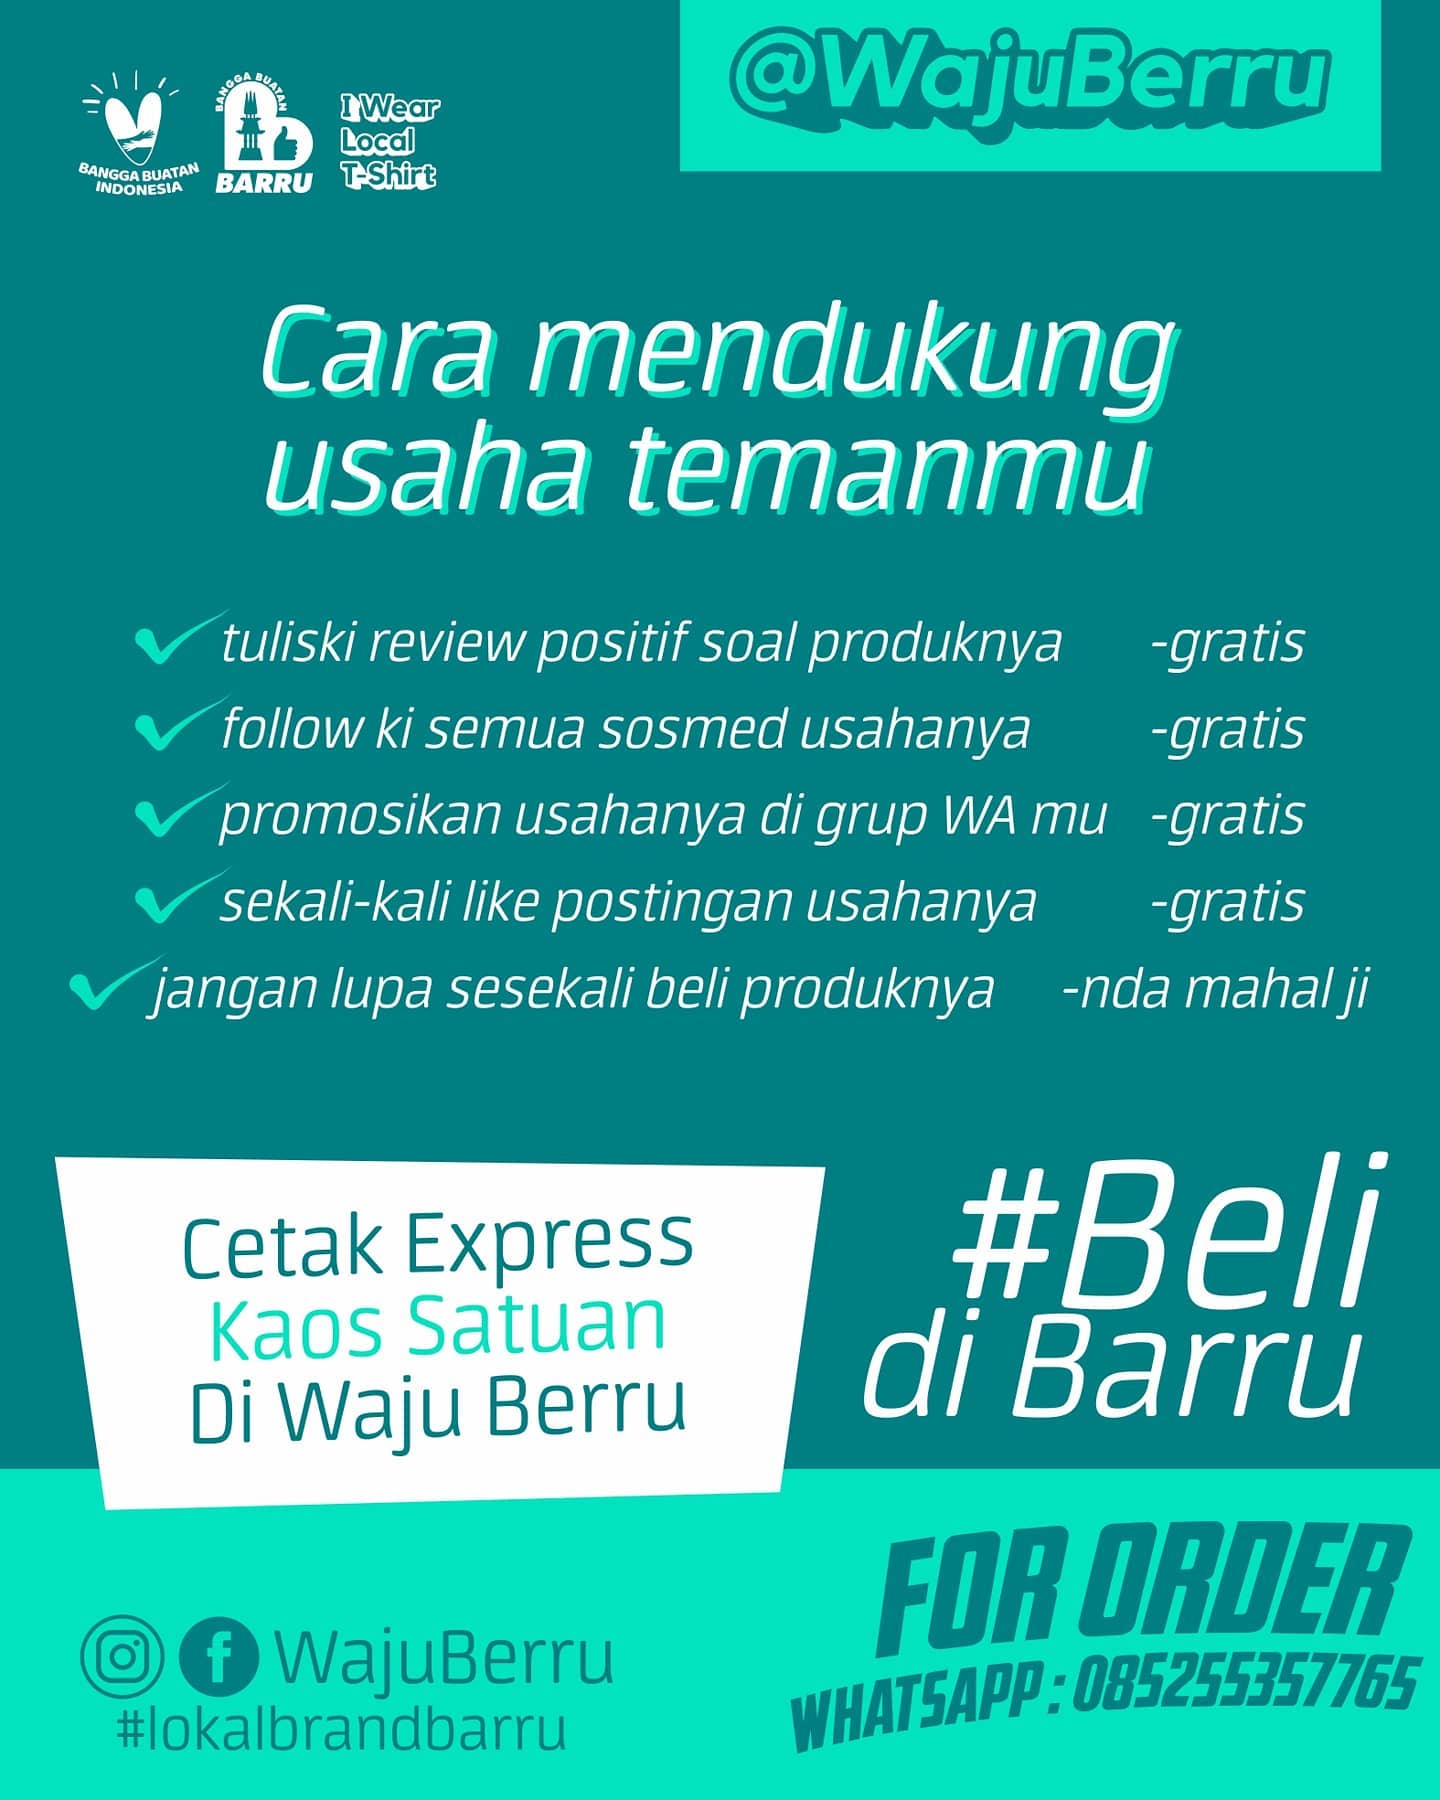 BANGGA BUATAN
INDONESIA
BANGGA BUATAN
BARRU
I Wear
Local
T-Shirt
@WajuBerru
Cara mendukung
usaha temanmu
tuliski review positif soal produknya -gratis
follow ki semua sosmed usahanya -gratis
promosikan usahanya di grup WA mu -gratis
sekali-kali like postingan usahanya -gratis
jangan lupa sesekali beli produknya -nda mahal ji
Cetak Express
Kaos Satuan
Di Waju Berru
#Beli
di Barru
WajuBerru
#lokalbrandbarru
FOR ORDER
WHATSAPP : 085255357765